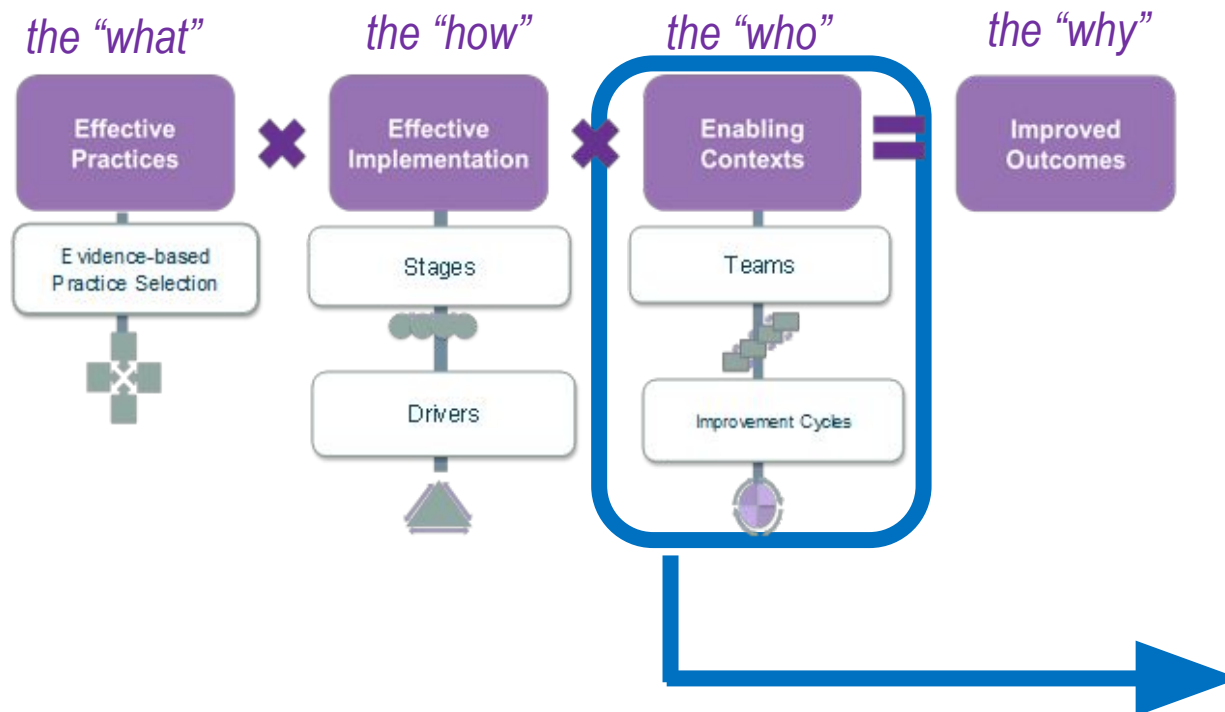 the “what”
the “how”
the “who”
the “why”
Effective
Practices
Effective
Implementation
Enabling
Contexts
Improved
Outcomes
Evidence-based
Practice Selection
Stages
Teams
Drivers
Improvement Cycles